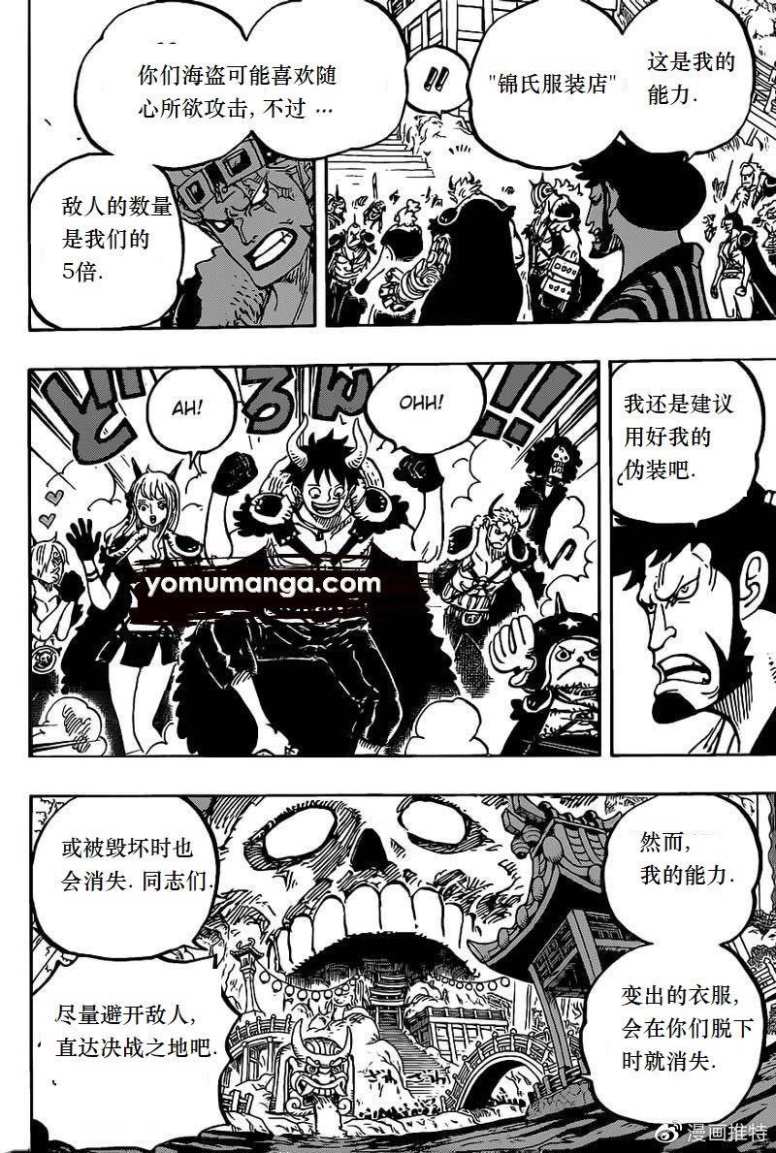 这是我的
能力.
"锦氏服装店"
!!
你们海盗可能喜欢随
心所欲攻击, 不过 ...
敌人的数量
是我们的
5倍.
我还是建议
用好我的
伪装吧.
どろん!!
OHH!
AH!
yomumanga.com
然而,
我的能力.
变出的衣服,
会在你们脱下
时就消失.
或被毁坏时也
会消失. 同志们.
尽量避开敌人,
直达决战之地吧.
漫画推特